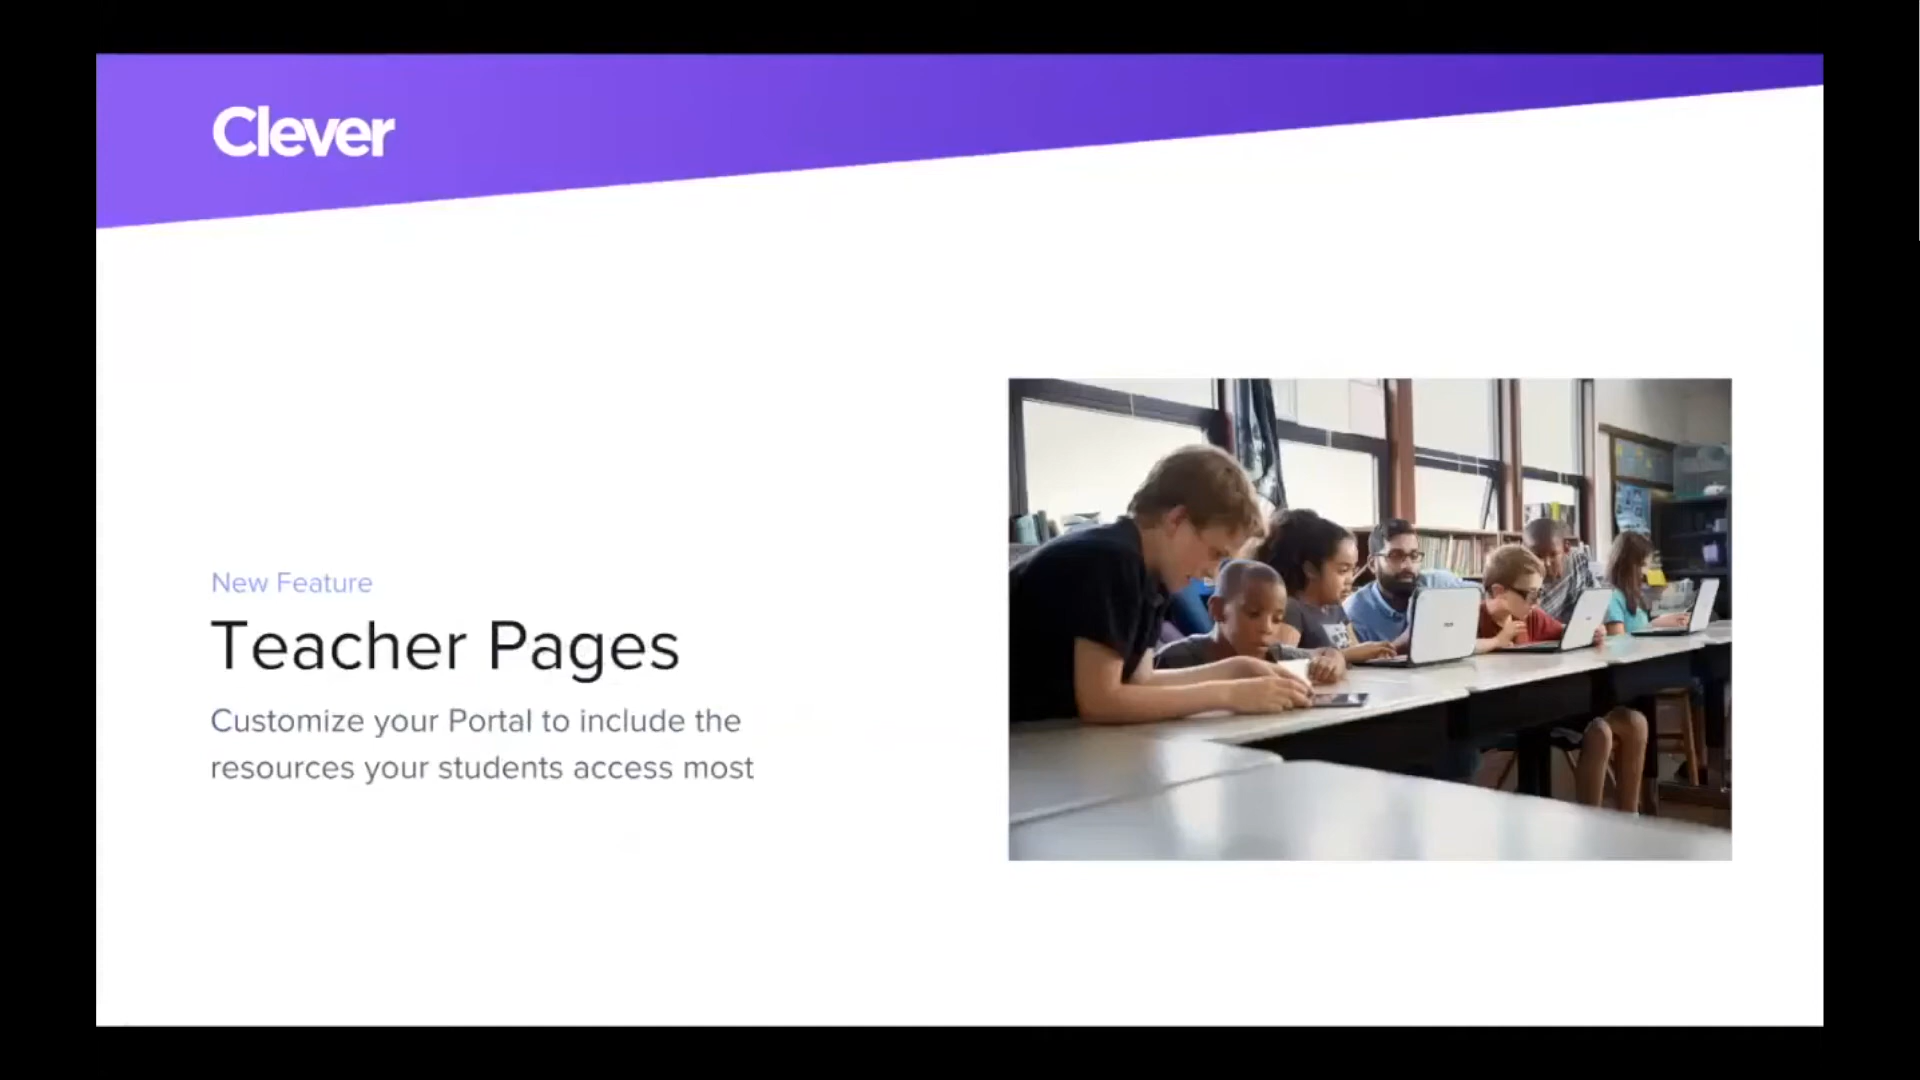 Clever
New Feature
Teacher Pages
Customize your Portal to include the
resources your students access most